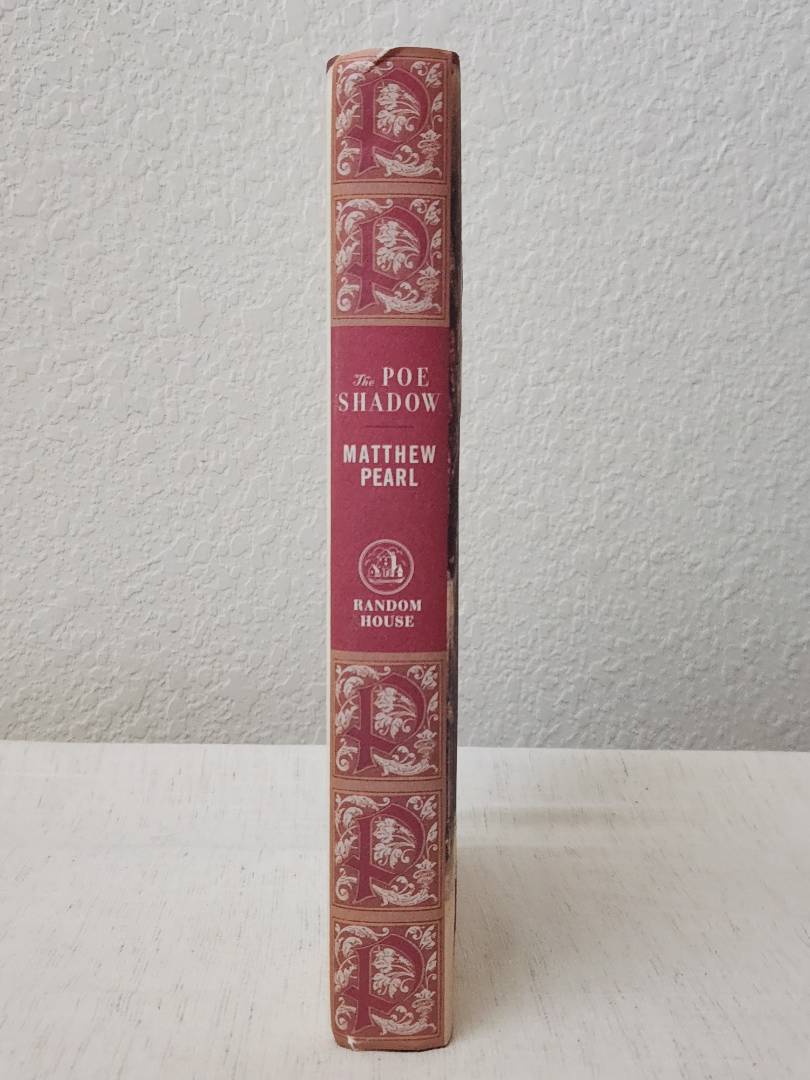 P
P
The POE
SHADOW
MATTHEW
PEARL
RANDOM
HOUSE
P
P
P